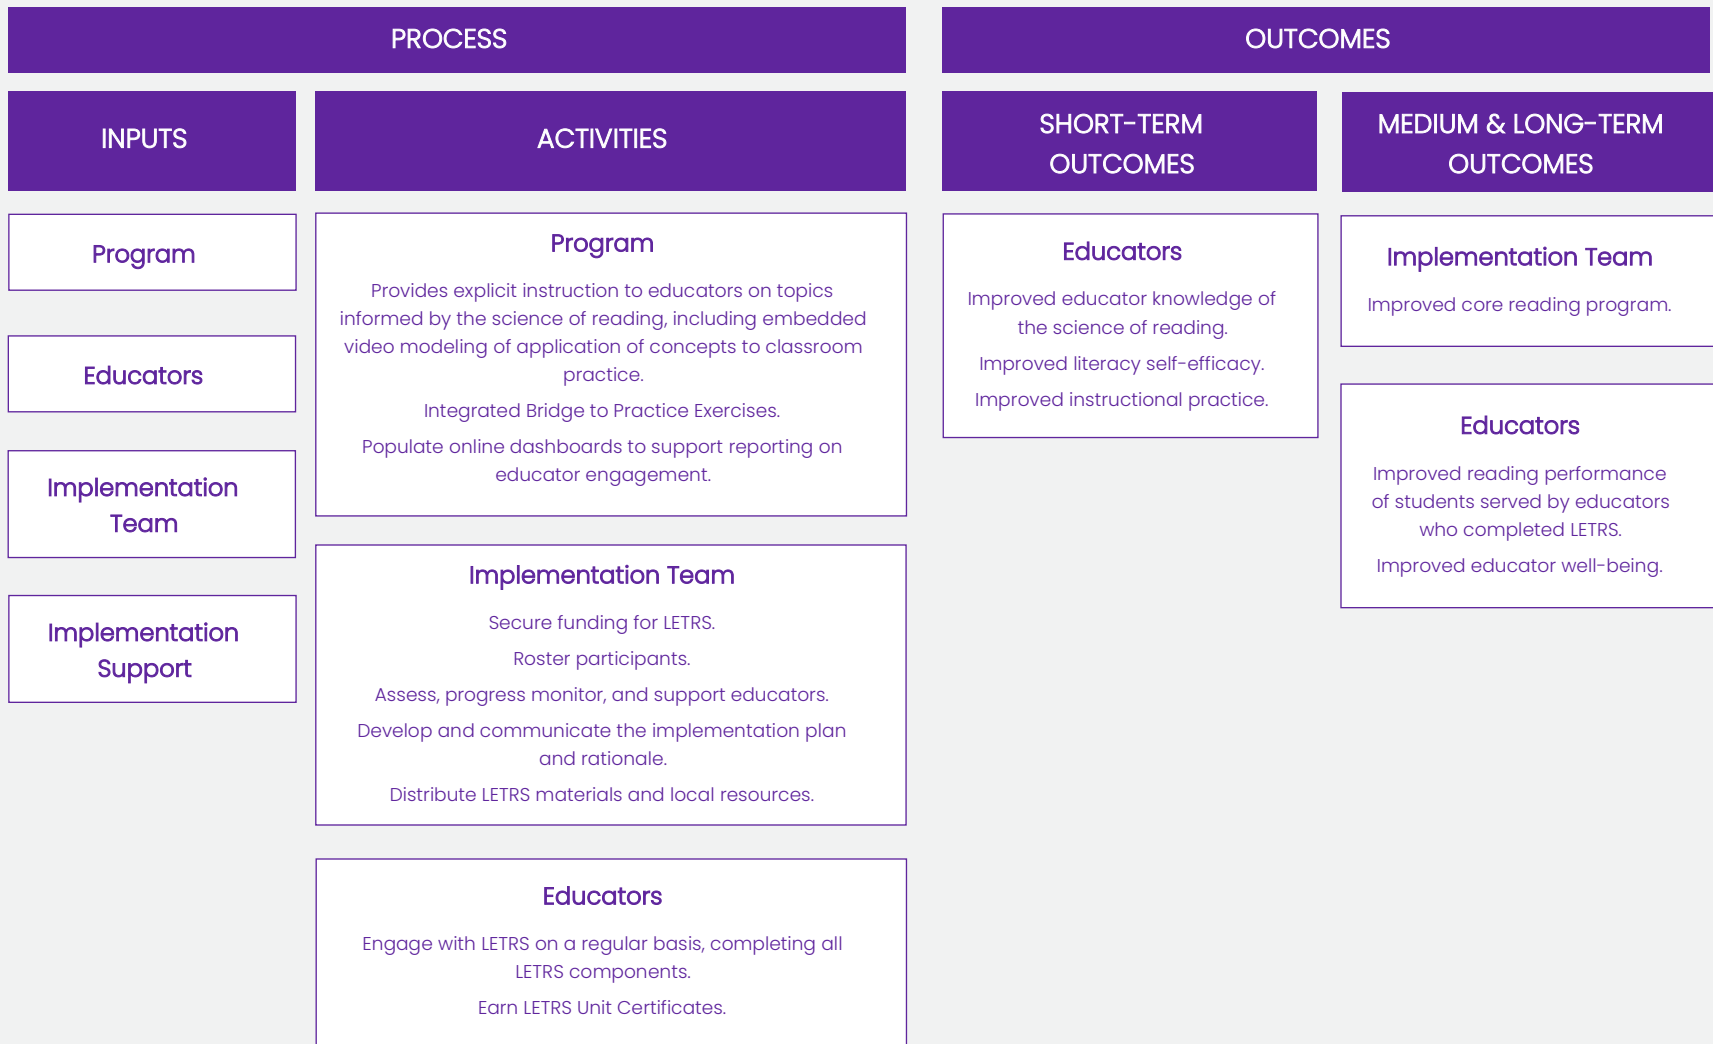 PROCESS
OUTCOMES
INPUTS
ACTIVITIES
SHORT-TERM
OUTCOMES
MEDIUM & LONG-TERM
OUTCOMES
Program
Educators
Implementation
Team
Implementation
Support
Program
Provides explicit instruction to educators on topics
informed by the science of reading, including embedded
video modeling of application of concepts to classroom
practice.
Integrated Bridge to Practice Exercises.
Populate online dashboards to support reporting on
educator engagement.
Implementation Team
Secure funding for LETRS.
Roster participants.
Assess, progress monitor, and support educators.
Develop and communicate the implementation plan
and rationale.
Distribute LETRS materials and local resources.
Educators
Engage with LETRS on a regular basis, completing all
LETRS components.
Earn LETRS Unit Certificates.
Educators
Improved educator knowledge of
the science of reading.
Improved literacy self-efficacy.
Improved instructional practice.
Implementation Team
Improved core reading program.
Educators
Improved reading performance
of students served by educators
who completed LETRS.
Improved educator well-being.